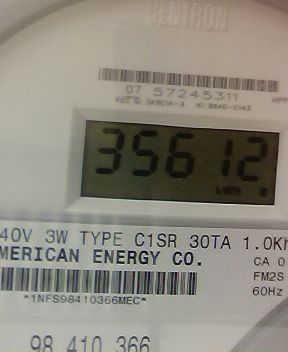 CENTRON
07 57245311
35612
kWh
40V 3W TYPE C1SR 30TA 1.0Kh
MERICAN ENERGY CO.
CA 0
FM2S
60Hz
*1NFS98410366MEC*
98 410 366